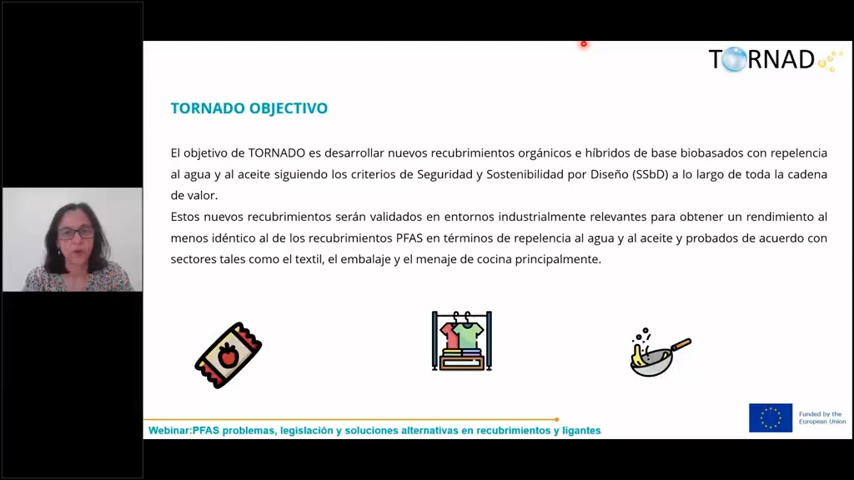 TORNAD
TORNADO OBJECTIVO
El objetivo de TORNADO es desarrollar nuevos recubrimientos orgánicos e híbridos de base biobasados con repelencia
al agua y al aceite siguiendo los criterios de Seguridad y Sostenibilidad por Diseño (SSbD) a lo largo de toda la cadena
de valor.
Estos nuevos recubrimientos serán validados en entornos industrialmente relevantes para obtener un rendimiento al
menos idéntico al de los recubrimientos PFAS en términos de repelencia al agua y al aceite y probados de acuerdo con
sectores tales como el textil, el embalaje y el menaje de cocina principalmente.
Funded by the
European Union
Webinar:PFAS problemas, legislación y soluciones alternativas en recubrimientos y ligantes